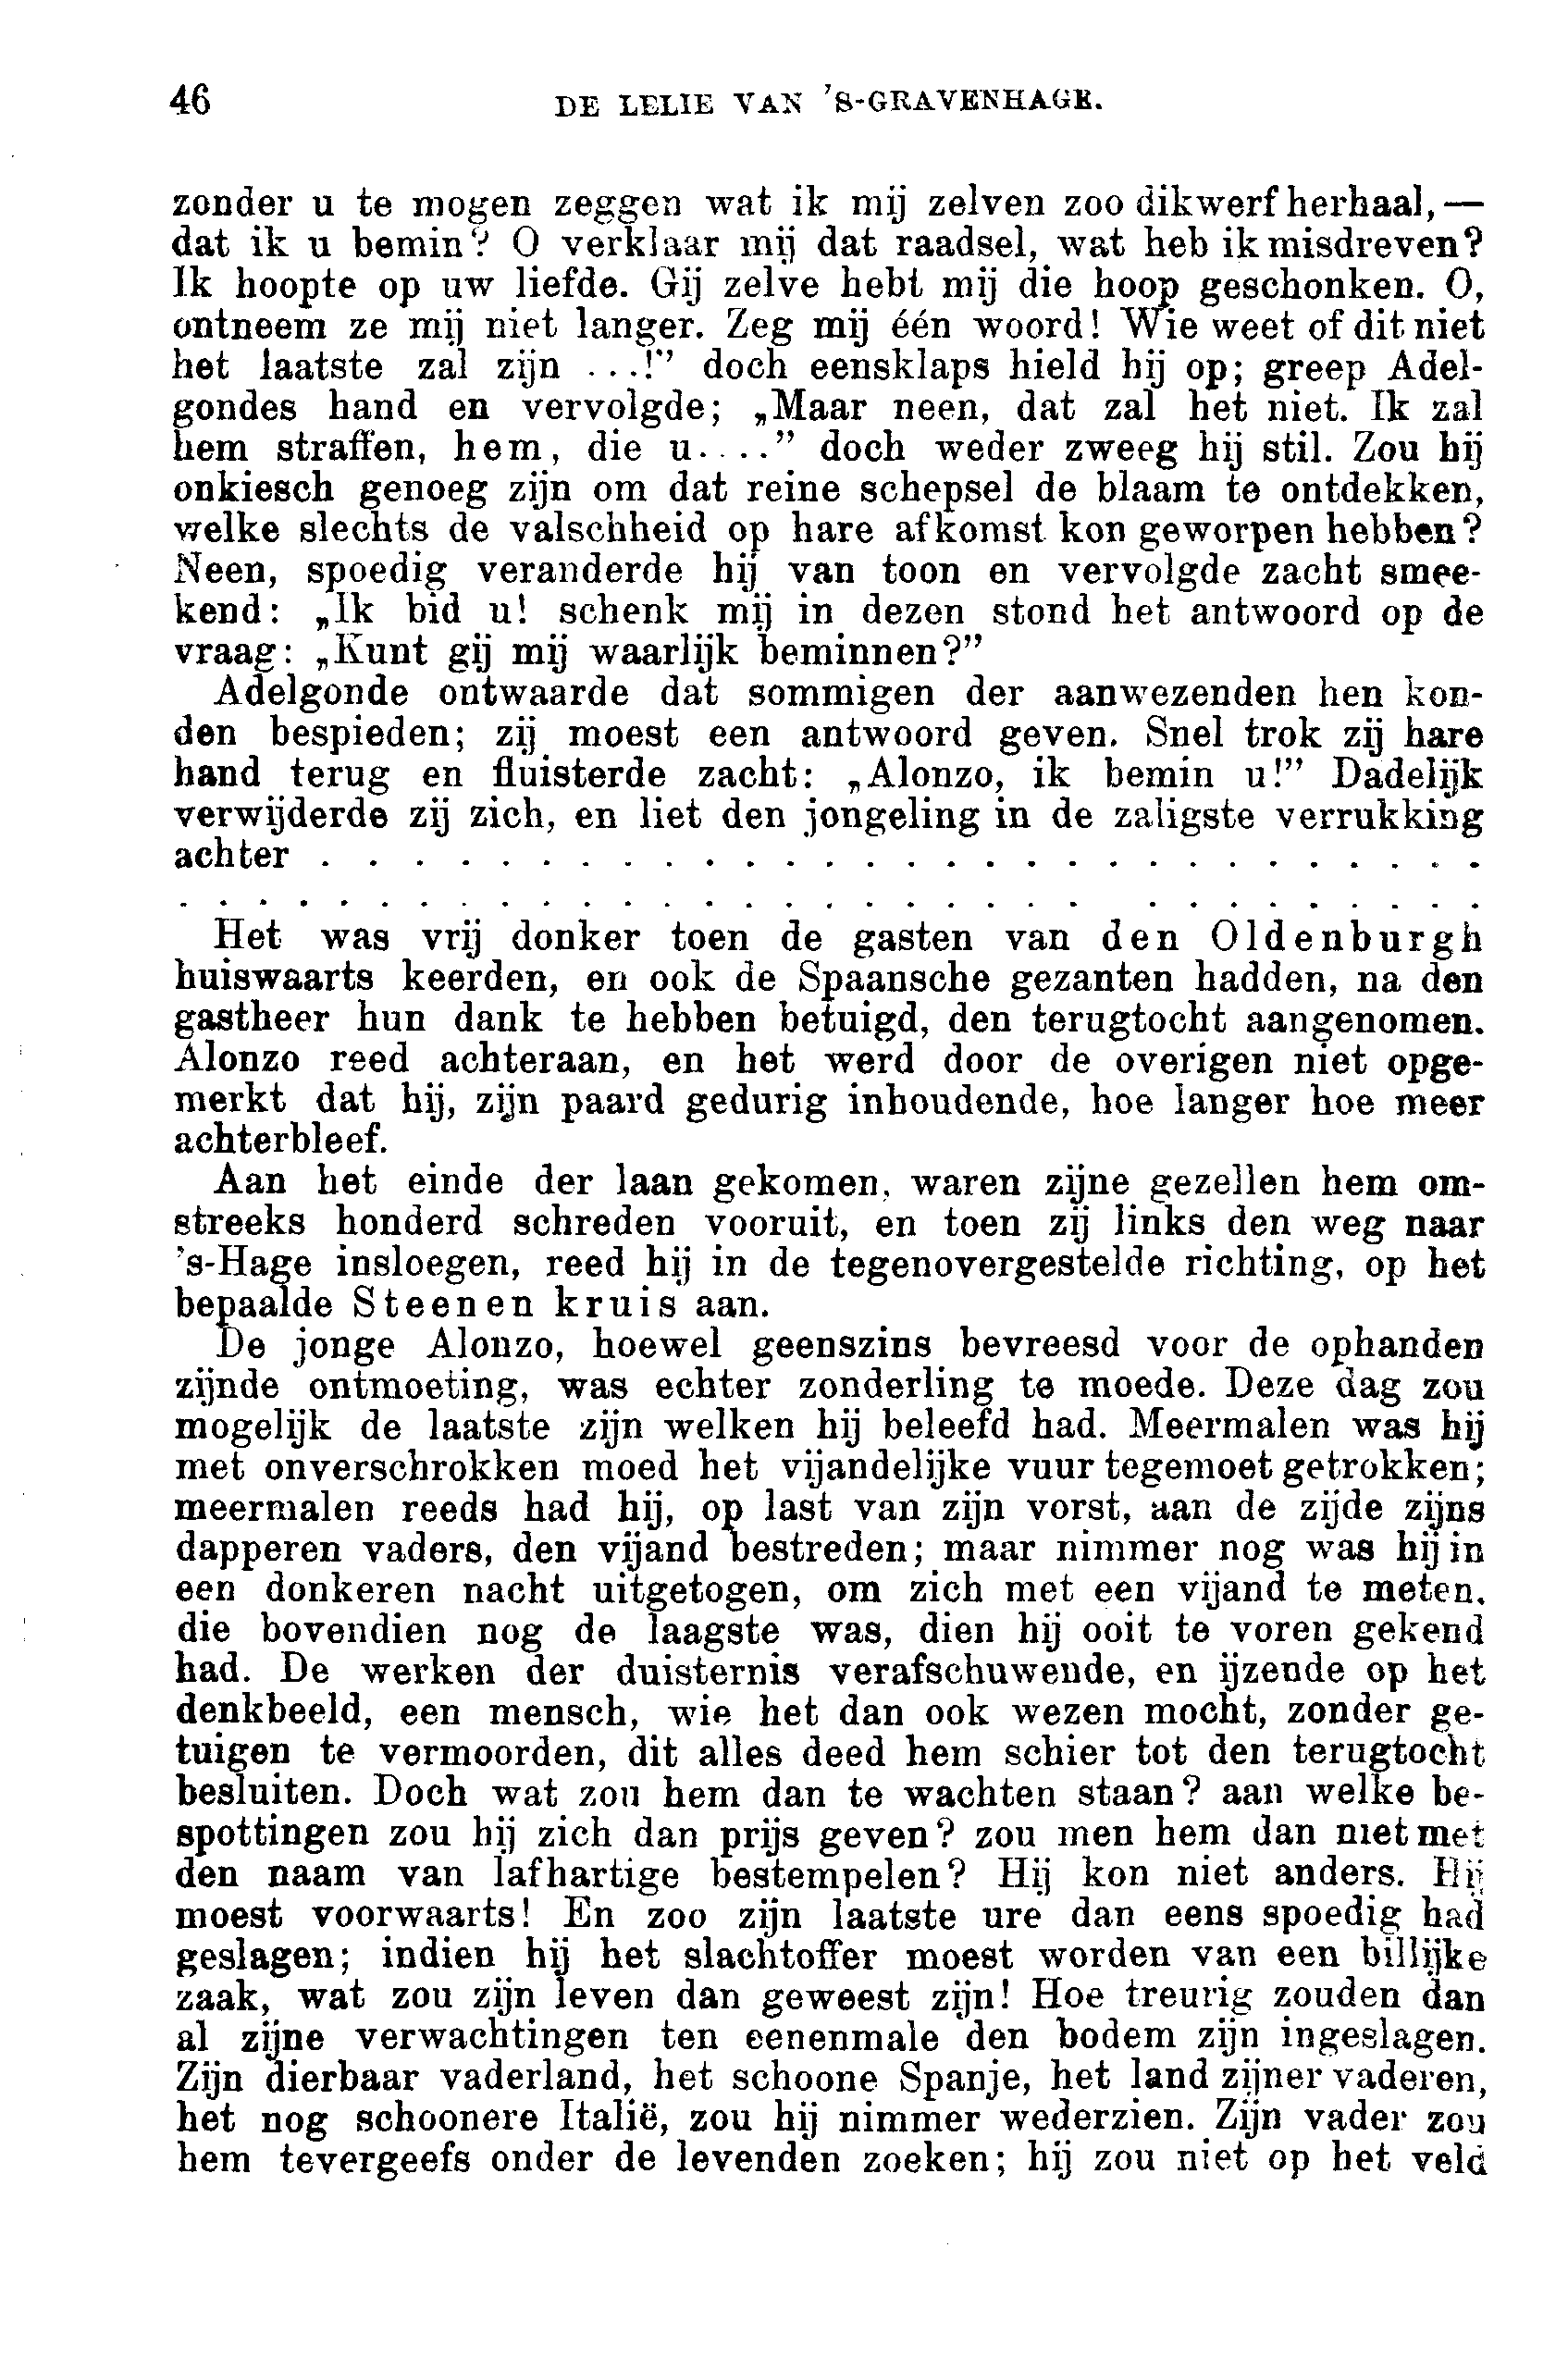 46 DE LELIE VAN 'S-GRAVENHAGE.
zonder u te mogen zeggen wat ik mij zelven zoo dikwerf herhaal,—
dat ik u bemin? O verklaar mij dat raadsel, wat heb ik misdreven?
Ik hoopte op uw liefde. Gij zelve hebt mij die hoop geschonken. O,
ontneem ze mij niet langer. Zeg mij één woord! Wie weet of dit niet
het laatste zal zijn ...!” doch eensklaps hield hij op; greep Adel-
gondes hand en vervolgde; „Maar neen, dat zal het niet. Ik zal
hem straffen, hem, die u....” doch weder zweeg hij stil. Zou hij
onkiesch genoeg zijn om dat reine schepsel de blaam te ontdekken,
welke slechts de valschheid op hare afkomst kon geworpen hebben?
Neen, spoedig veranderde hij van toon en vervolgde zacht smee-
kend: „Ik bid u! schenk mij in dezen stond het antwoord op de
vraag: „Kunt gij mij waarlijk beminnen?”
Adelgonde ontwaarde dat sommigen der aanwezenden hen kon-
den bespieden; zij moest een antwoord geven. Snel trok zij hare
hand terug en fluisterde zacht: „Alonzo, ik bemin u!” Dadelijk
verwijderde zij zich, en liet den jongeling in de zaligste verrukking
achter . . . . . . . . . . . . . . . . . . . . . . . . . . . . .
. . . . . . . . . . . . . . . . . . . . . . . . . . . . . . . .
Het was vrij donker toen de gasten van den Oldenburgh
huiswaarts keerden, en ook de Spaansche gezanten hadden, na den
gastheer hun dank te hebben betuigd, den terugtocht aangenomen.
Alonzo reed achteraan, en het werd door de overigen niet opge-
merkt dat hij, zijn paard gedurig inhoudende, hoe langer hoe meer
achterbleef.
Aan het einde der laan gekomen, waren zijne gezellen hem om-
streeks honderd schreden vooruit, en toen zij links den weg naar
's-Hage insloegen, reed hij in de tegenovergestelde richting, op het
bepaalde Steenen kruis aan.
De jonge Alonzo, hoewel geenszins bevreesd voor de ophanden
zijnde ontmoeting, was echter zonderling te moede. Deze dag zou
mogelijk de laatste zijn welken hij beleefd had. Meermalen was hij
met onverschrokken moed het vijandelijke vuur tegemoet getrokken;
meermalen reeds had hij, op last van zijn vorst, aan de zijde zijns
dapperen vaders, den vijand bestreden; maar nimmer nog was hij in
een donkeren nacht uitgetogen, om zich met een vijand te meten,
die bovendien nog de laagste was, dien hij ooit te voren gekend
had. De werken der duisternis verafschuwende, en ijzende op het
denkbeeld, een mensch, wie het dan ook wezen mocht, zonder ge-
tuigen te vermoorden, dit alles deed hem schier tot den terugtocht
besluiten. Doch wat zou hem dan te wachten staan? aan welke be-
spottingen zou hij zich dan prijs geven? zou men hem dan niet met
den naam van lafhartige bestempelen? Hij kon niet anders. Hij
moest voorwaarts! En zoo zijn laatste ure dan eens spoedig had
geslagen; indien hij het slachtoffer moest worden van een billijke
zaak, wat zou zijn leven dan geweest zijn! Hoe treurig zouden dan
al zijne verwachtingen ten eenenmale den bodem zijn ingeslagen.
Zijn dierbaar vaderland, het schoone Spanje, het land zijner vaderen,
het nog schoonere Italië, zou hij nimmer wederzien. Zijn vader zou
hem tevergeefs onder de levenden zoeken; hij zou niet op het veld